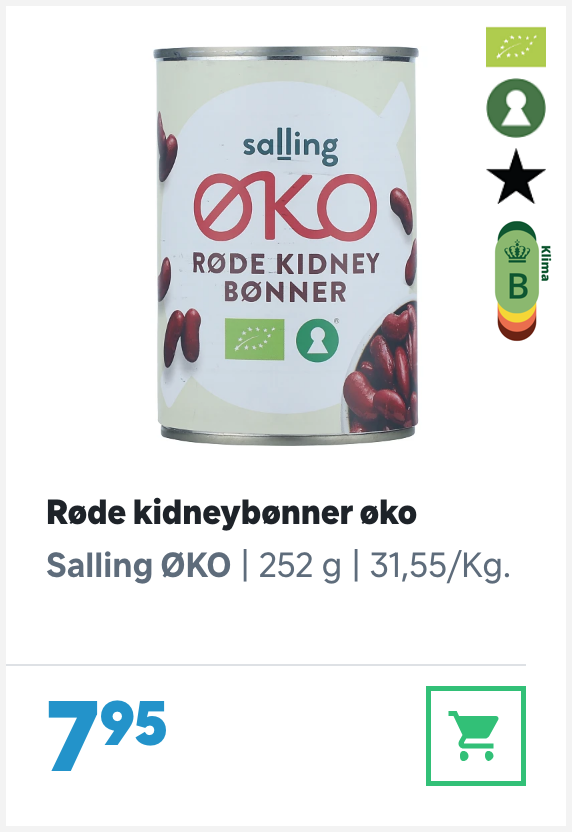 salling
ØKO
RØDE KIDNEY
BØNNER
B
Klima
Røde kidneybønner øko
Salling ØKO | 252 g | 31,55/Kg.
7⁹⁵